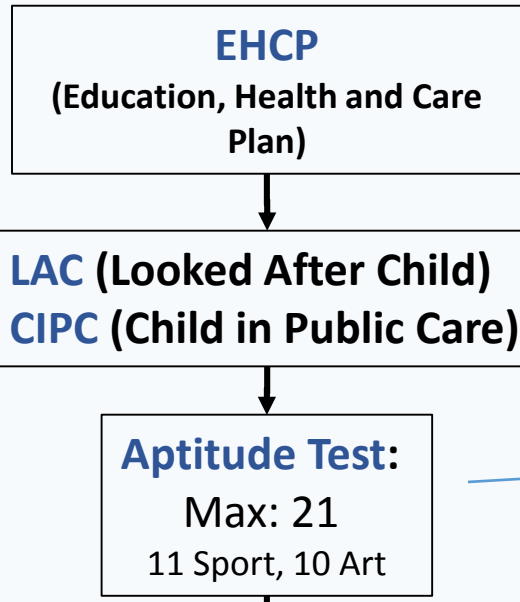 EHCP
(Education, Health and Care
Plan)
LAC (Looked After Child)
CIPC (Child in Public Care)
Aptitude Test:
Max: 21
11 Sport, 10 Art